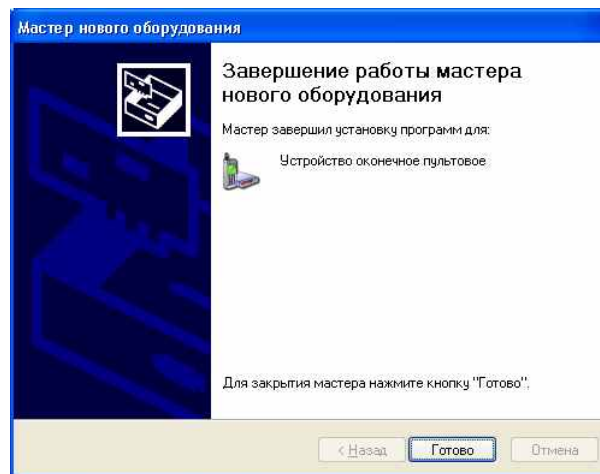 Мастер нового оборудования
Завершение работы мастера
нового оборудования
Мастер завершил установку программ для:
Устройство оконечное пультовое
Для закрытия мастера нажмите кнопку "Готово".
< Назад
Готово
Отмена